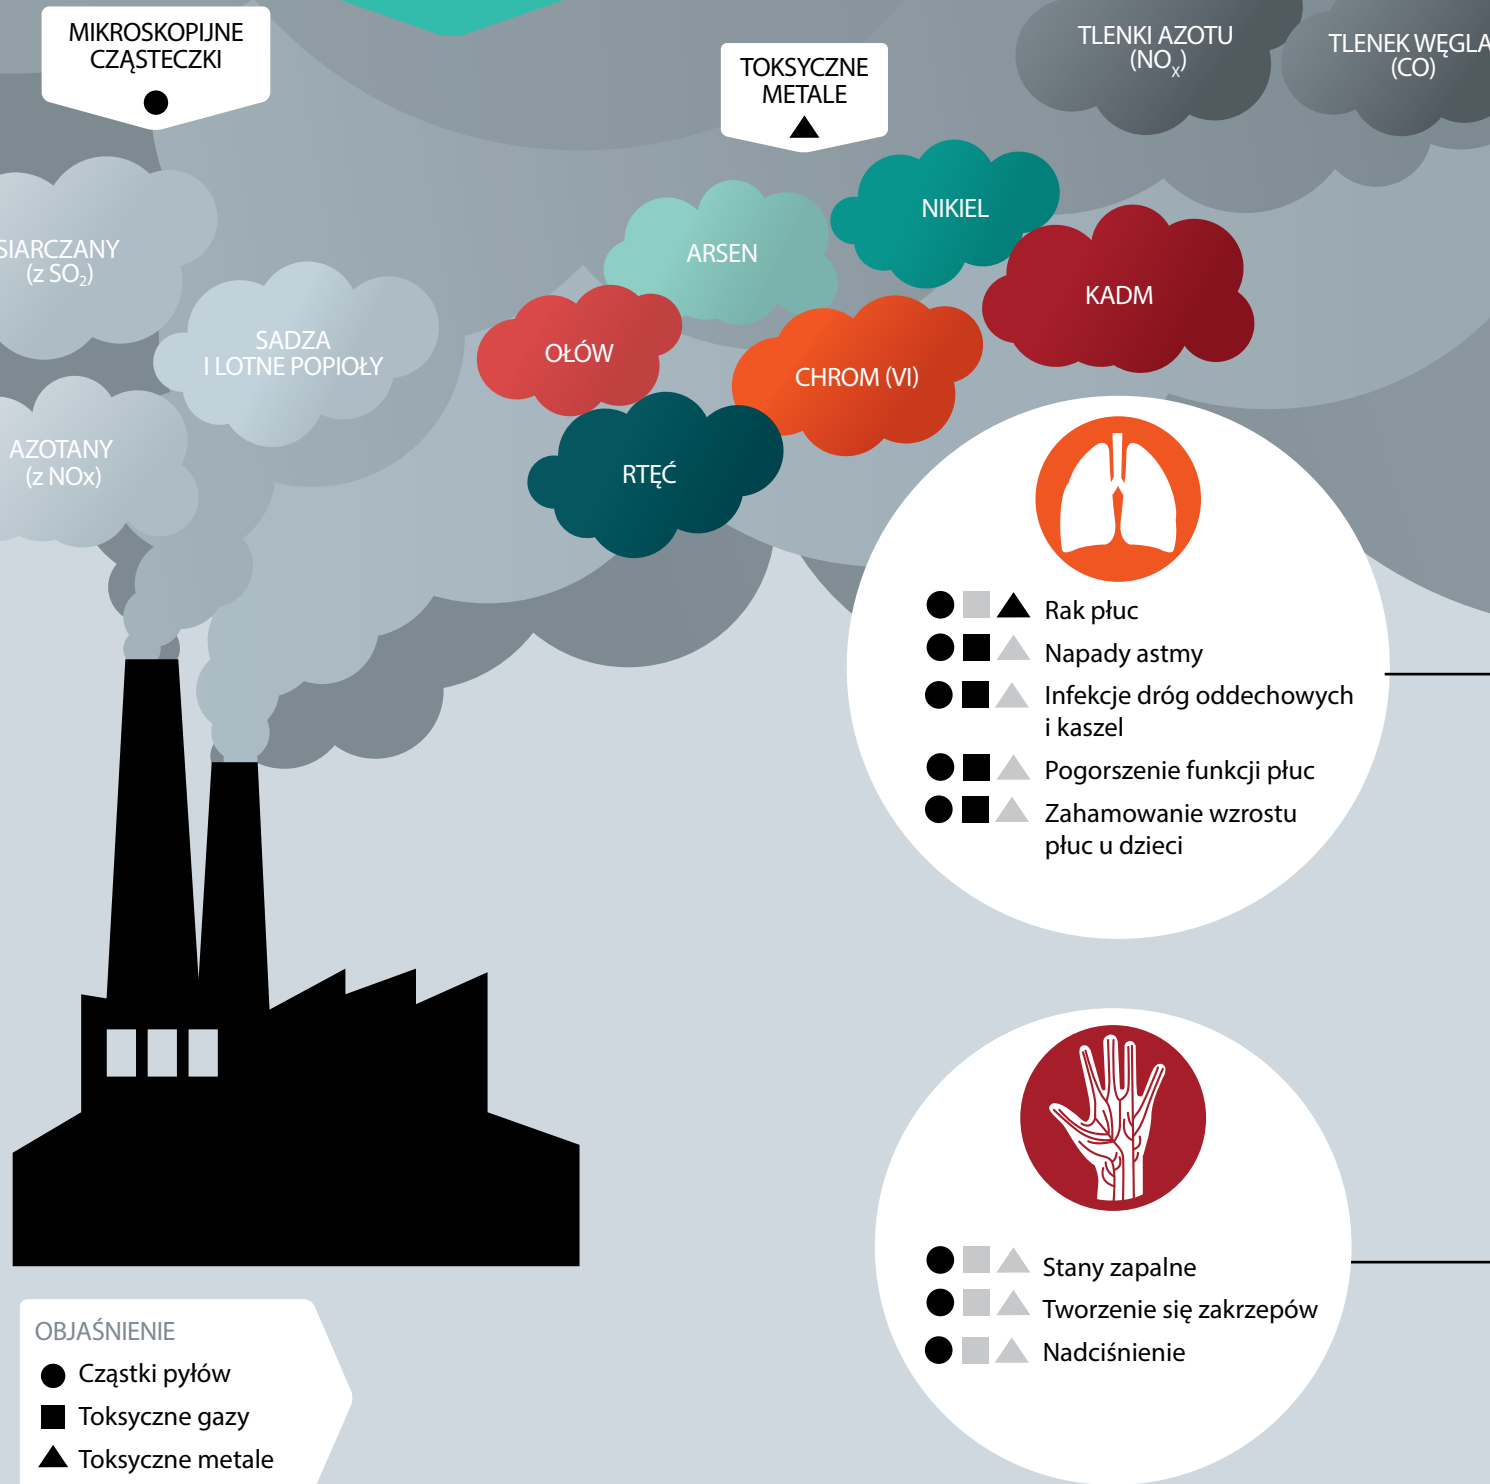 MIKROSKOPIJNE
CZĄSTECZKI
TOKSYCZNE
METALE
TLENKI AZOTU
(NOX)
TLENEK WĘGLA
(CO)
SIARCZANY
(z SO2)
SADZA
I LOTNE POPIOŁY
AZOTANY
(z NOx)
ARSEN
NIKIEL
KADM
OŁÓW
CHROM (VI)
RTĘĆ
Rak płuc
Napady astmy
Infekcje dróg oddechowych
i kaszel
Pogorszenie funkcji płuc
Zahamowanie wzrostu
płuc u dzieci
Stany zapalne
Tworzenie się zakrzepów
Nadciśnienie
OBJAŚNIENIE
Cząstki pyłów
Toksyczne gazy
Toksyczne metale